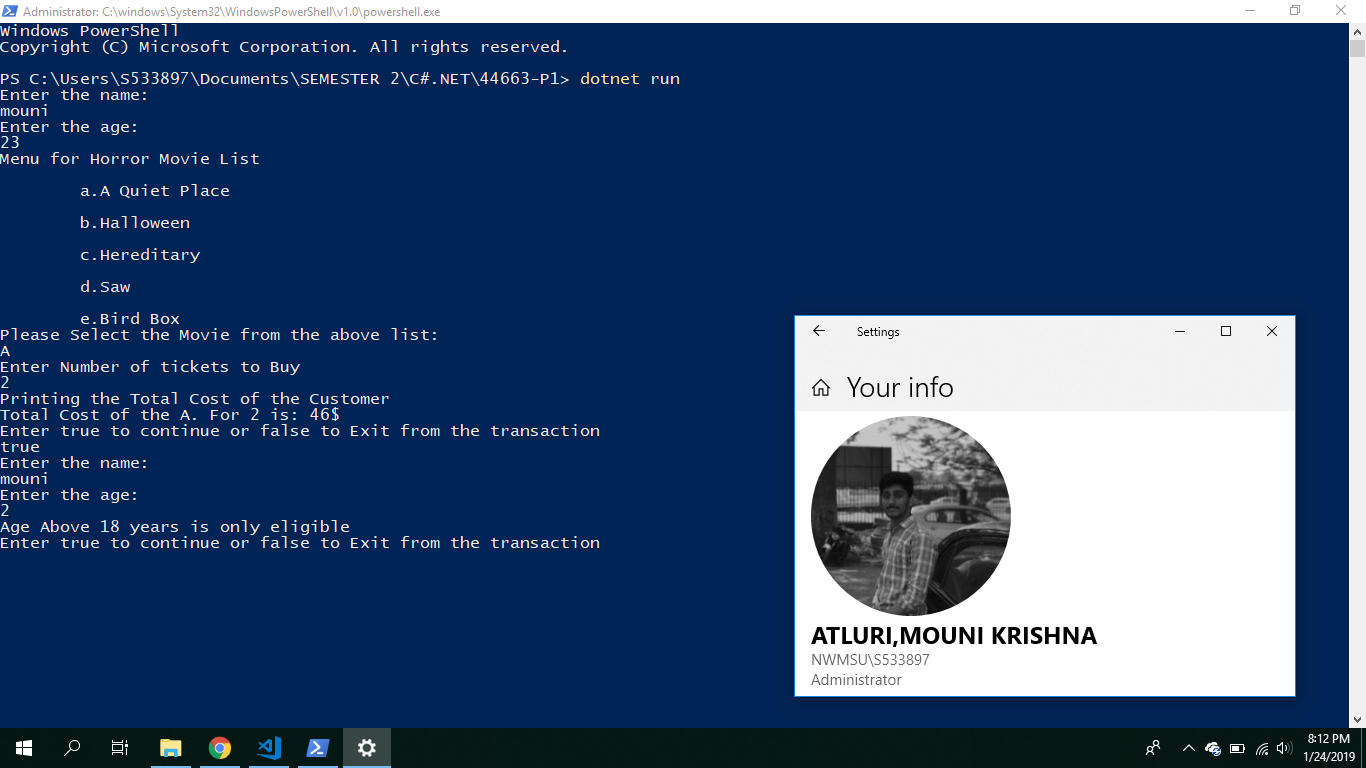 Administrator: C:\windows\System32\WindowsPowerShell\v1.0\powershell.exe
Windows PowerShell
Copyright (C) Microsoft Corporation. All rights reserved.
PS C:\Users\S533897\Documents\SEMESTER 2\C#.NET\44663-P1> dotnet run
Enter the name:
mouni
Enter the age:
23
Menu for Horror Movie List
a.A Quiet Place
b.Halloween
c.Hereditary
d.Saw
e.Bird Box
Please Select the Movie from the above list:
A
Enter Number of tickets to Buy
2
Printing the Total Cost of the Customer
Total Cost of the A. For 2 is: 46$
Enter true to continue or false to Exit from the transaction
true
Enter the name:
mouni
Enter the age:
2
Age Above 18 years is only eligible
Enter true to continue or false to Exit from the transaction
Settings
Your info
ATLURI,MOUNI KRISHNA
NWMSU\S533897
Administrator
8:12 PM
1/24/2019